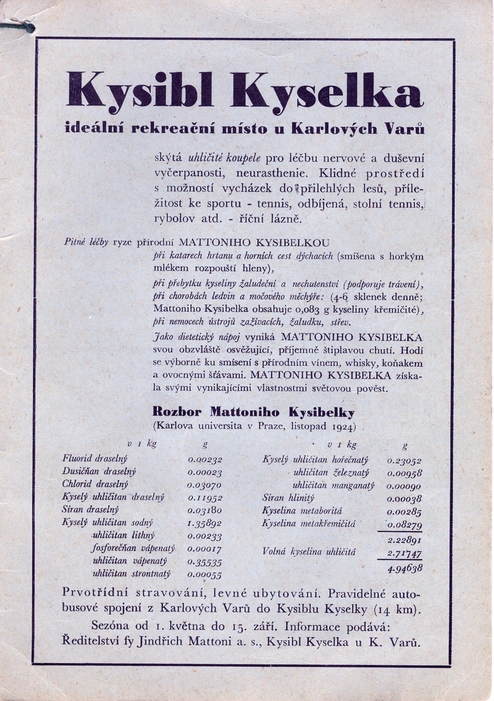 Kysibl Kyselka
ideální rekreační místo u Karlových Varů
skýtá uhličité koupele pro léčbu nervové a duševní
vyčerpanosti, neurasthenie. Klidné prostředí
s možností vycházek do přilehlých lesů, příle-
žitost ke sportu - tennis, odbíjená, stolní tennis,
rybolov atd. - říční lázně.
Pitné léčby ryze přírodní MATTONIHO KYSIBELKOU
při katarech hrtanu a horních cest dýchacích (smíšena s horkým
mlékem rozpouští hleny),
při přebytku kyseliny žaludeční a nechutenství (podporuje trávení),
při chorobách ledvin a močového měchýře: (4-6 sklenek denně;
Mattoniho Kysibelka obsahuje 0,083 g kyseliny křemičité),
při nemocech ústrojů zažívacích, žaludku, střev.
Jako dietetický nápoj vyniká MATTONIHO KYSIBELKA
svou obzvláště osvěžující, příjemně štiplavou chutí. Hodí
se výborně ku smísení s přírodním vínem, whisky, koňakem
a ovocnými šťávami. MATTONIHO KYSIBELKA získa-
la svými vynikajícími vlastnostmi světovou pověst.
Rozbor Mattoniho Kysibelky
(Karlova universita v Praze, listopad 1924)
v 1 kg g
Fluorid draselný 0.00232
Dusičňan draselný 0.00023
Chlorid draselný 0.03070
Kyselý uhličitan draselný 0.11952
Síran draselný 0.03180
Kyselý uhličitan sodný 1.35892
uhličitan lithný 0.00233
fosforečňan vápenatý 0.00017
uhličitan vápenatý 0.35535
uhličitan strontnatý 0.00055
v 1 kg g
Kyselý uhličitan hořečnatý 0.23052
uhličitan železnatý 0.00958
uhličitan manganatý 0.00090
Síran hlinitý 0.00038
Kyselina metaboritá 0.00285
Kyselina metakřemičitá 0.08279
2.22891
Volná kyselina uhličitá 2.71747
4.94638
Prvotřídní stravování, levné ubytování. Pravidelné auto-
busové spojení z Karlových Varů do Kysiblu Kyselky (14 km).
Sezóna od 1. května do 15. září. Informace podává:
Ředitelství fy Jindřich Mattoni a. s., Kysibl Kyselka u K. Varů.